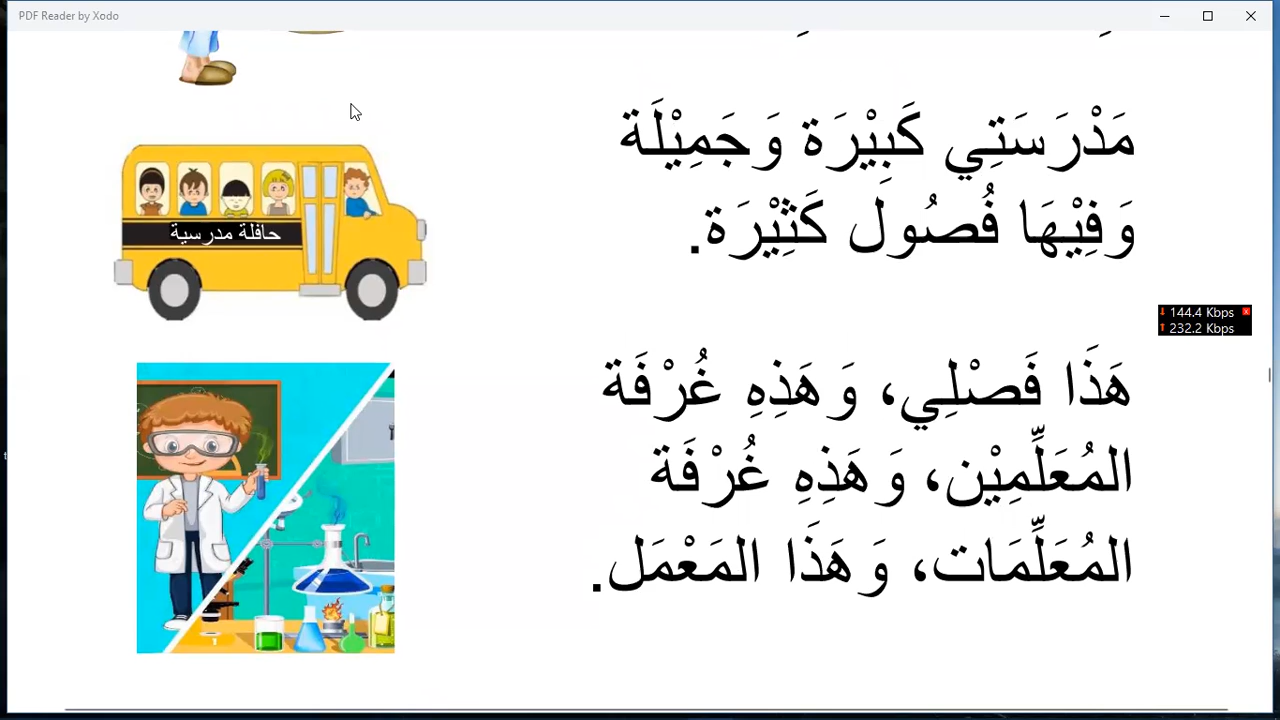 PDF Reader by Xodo
مَدْرَسَتِي كَبِيْرَة وَجَمِيْلَة
وَفِيْهَا فُصُول كَثِيْرَة.
حافلة مدرسية
144.4 Kbps
232.2 Kbps
هَذَا فَصْلِي، وَهَذِهِ غُرْفَة
المُعَلِّمِيْن، وَهَذِهِ غُرْفَة
المُعَلِّمَات، وَهَذَا المَعْمَل.